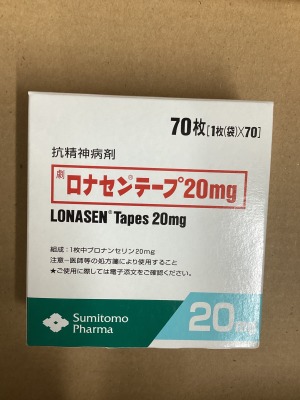 70枚[1枚(袋)×70]
抗精神病剤
劇 ロナセン®テープ20mg
LONASEN® Tapes 20mg
組成:1枚中ブロナンセリン20mg
注意-医師等の処方箋により使用すること
★ご使用に際しては電子添文をご確認ください。
Sumitomo
Pharma
20mg